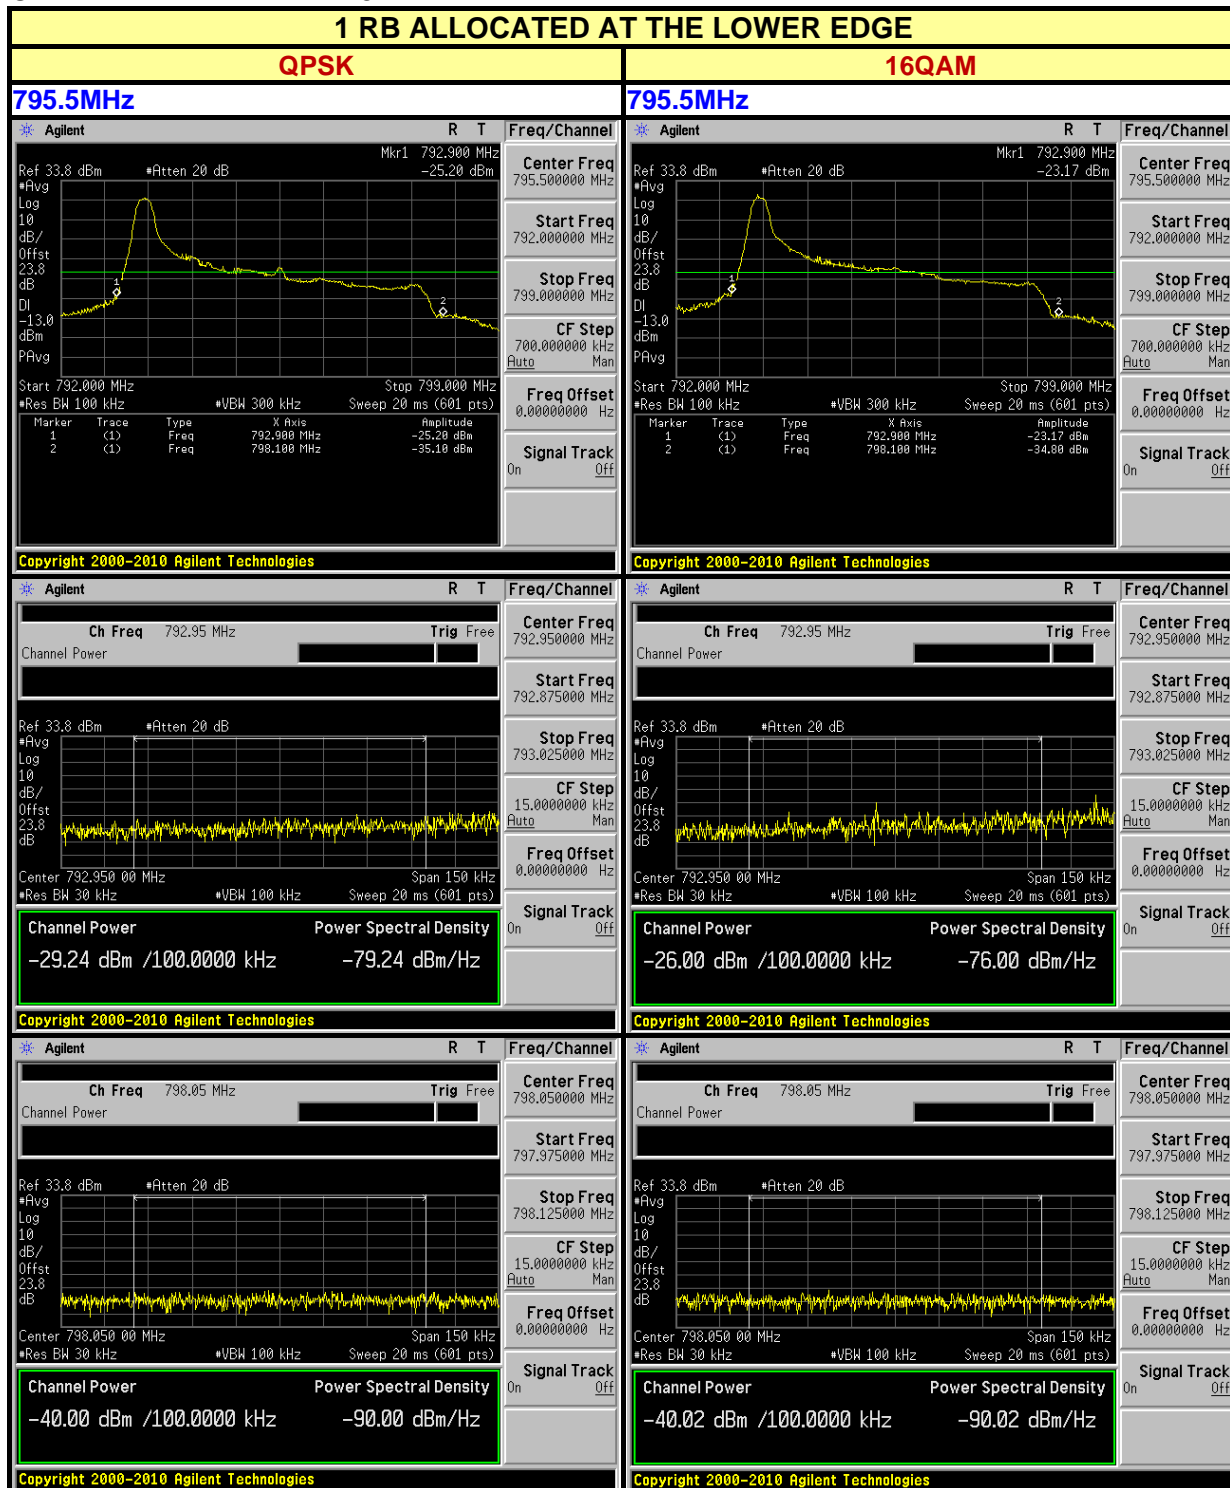 1 RB ALLOCATED AT THE LOWER EDGE
QPSK
16QAM
795.5MHz
795.5MHz
Agilent R T Freq/Channel
Mkr1 792.900 MHz
Ref 33.8 dBm #Atten 20 dB -25.20 dBm
#Avg
Log
10
dB/
Offst
23.8
dB
DI
-13.0
dBm
PAvg
1
2
Start 792.000 MHz Stop 799.000 MHz
#Res BW 100 kHz #VBW 300 kHz Sweep 20 ms (601 pts)
Marker Trace Type X Axis Amplitude
1 (1) Freq 792.900 MHz -25.20 dBm
2 (1) Freq 798.100 MHz -35.10 dBm
Center Freq
795.500000 MHz
Start Freq
792.000000 MHz
Stop Freq
799.000000 MHz
CF Step
700.000000 kHz
Auto Man
Freq Offset
0.00000000 Hz
Signal Track
On Off
Copyright 2000-2010 Agilent Technologies
Agilent R T Freq/Channel
Mkr1 792.900 MHz
Ref 33.8 dBm #Atten 20 dB -23.17 dBm
#Avg
Log
10
dB/
Offst
23.8
dB
DI
-13.0
dBm
PAvg
1
2
Start 792.000 MHz Stop 799.000 MHz
#Res BW 100 kHz #VBW 300 kHz Sweep 20 ms (601 pts)
Marker Trace Type X Axis Amplitude
1 (1) Freq 792.900 MHz -23.17 dBm
2 (1) Freq 798.100 MHz -34.80 dBm
Center Freq
795.500000 MHz
Start Freq
792.000000 MHz
Stop Freq
799.000000 MHz
CF Step
700.000000 kHz
Auto Man
Freq Offset
0.00000000 Hz
Signal Track
On Off
Copyright 2000-2010 Agilent Technologies
Agilent R T Freq/Channel
Ch Freq 792.95 MHz Trig Free
Channel Power
Ref 33.8 dBm #Atten 20 dB
#Avg
Log
10
dB/
Offst
23.8
dB
Center 792.950 00 MHz Span 150 kHz
#Res BW 30 kHz #VBW 100 kHz Sweep 20 ms (601 pts)
Channel Power Power Spectral Density
-29.24 dBm /100.0000 kHz -79.24 dBm/Hz
Center Freq
792.950000 MHz
Start Freq
792.875000 MHz
Stop Freq
793.025000 MHz
CF Step
15.0000000 kHz
Auto Man
Freq Offset
0.00000000 Hz
Signal Track
On Off
Copyright 2000-2010 Agilent Technologies
Agilent R T Freq/Channel
Ch Freq 792.95 MHz Trig Free
Channel Power
Ref 33.8 dBm #Atten 20 dB
#Avg
Log
10
dB/
Offst
23.8
dB
Center 792.950 00 MHz Span 150 kHz
#Res BW 30 kHz #VBW 100 kHz Sweep 20 ms (601 pts)
Channel Power Power Spectral Density
-26.00 dBm /100.0000 kHz -76.00 dBm/Hz
Center Freq
792.950000 MHz
Start Freq
792.875000 MHz
Stop Freq
793.025000 MHz
CF Step
15.0000000 kHz
Auto Man
Freq Offset
0.00000000 Hz
Signal Track
On Off
Copyright 2000-2010 Agilent Technologies
Agilent R T Freq/Channel
Ch Freq 798.05 MHz Trig Free
Channel Power
Ref 33.8 dBm #Atten 20 dB
#Avg
Log
10
dB/
Offst
23.8
dB
Center 798.050 00 MHz Span 150 kHz
#Res BW 30 kHz #VBW 100 kHz Sweep 20 ms (601 pts)
Channel Power Power Spectral Density
-40.00 dBm /100.0000 kHz -90.00 dBm/Hz
Center Freq
798.050000 MHz
Start Freq
797.975000 MHz
Stop Freq
798.125000 MHz
CF Step
15.0000000 kHz
Auto Man
Freq Offset
0.00000000 Hz
Signal Track
On Off
Copyright 2000-2010 Agilent Technologies
Agilent R T Freq/Channel
Ch Freq 798.05 MHz Trig Free
Channel Power
Ref 33.8 dBm #Atten 20 dB
#Avg
Log
10
dB/
Offst
23.8
dB
Center 798.050 00 MHz Span 150 kHz
#Res BW 30 kHz #VBW 100 kHz Sweep 20 ms (601 pts)
Channel Power Power Spectral Density
-40.02 dBm /100.0000 kHz -90.02 dBm/Hz
Center Freq
798.050000 MHz
Start Freq
797.975000 MHz
Stop Freq
798.125000 MHz
CF Step
15.0000000 kHz
Auto Man
Freq Offset
0.00000000 Hz
Signal Track
On Off
Copyright 2000-2010 Agilent Technologies